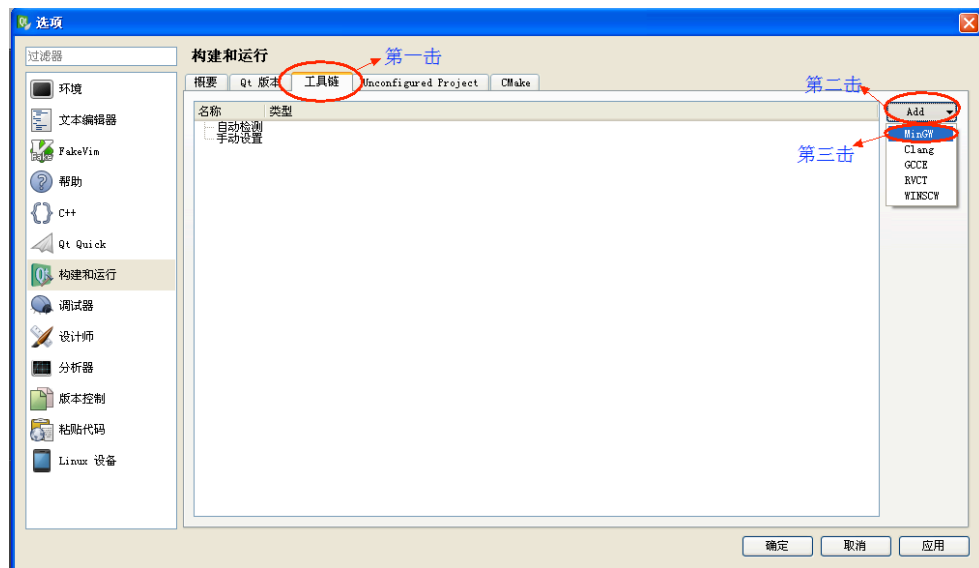 选项
过滤器
构建和运行
第一击
概要
Qt 版本
工具链
Unconfigured Project
CMake
第二击
环境
文本编辑器
FakeVim
帮助
C++
Qt Quick
构建和运行
调试器
设计师
分析器
版本控制
粘贴代码
Linux 设备
名称
类型
自动检测
手动设置
Add
第三击
MinGW
Clang
GCCE
RVCT
WINSCW
确定
取消
应用